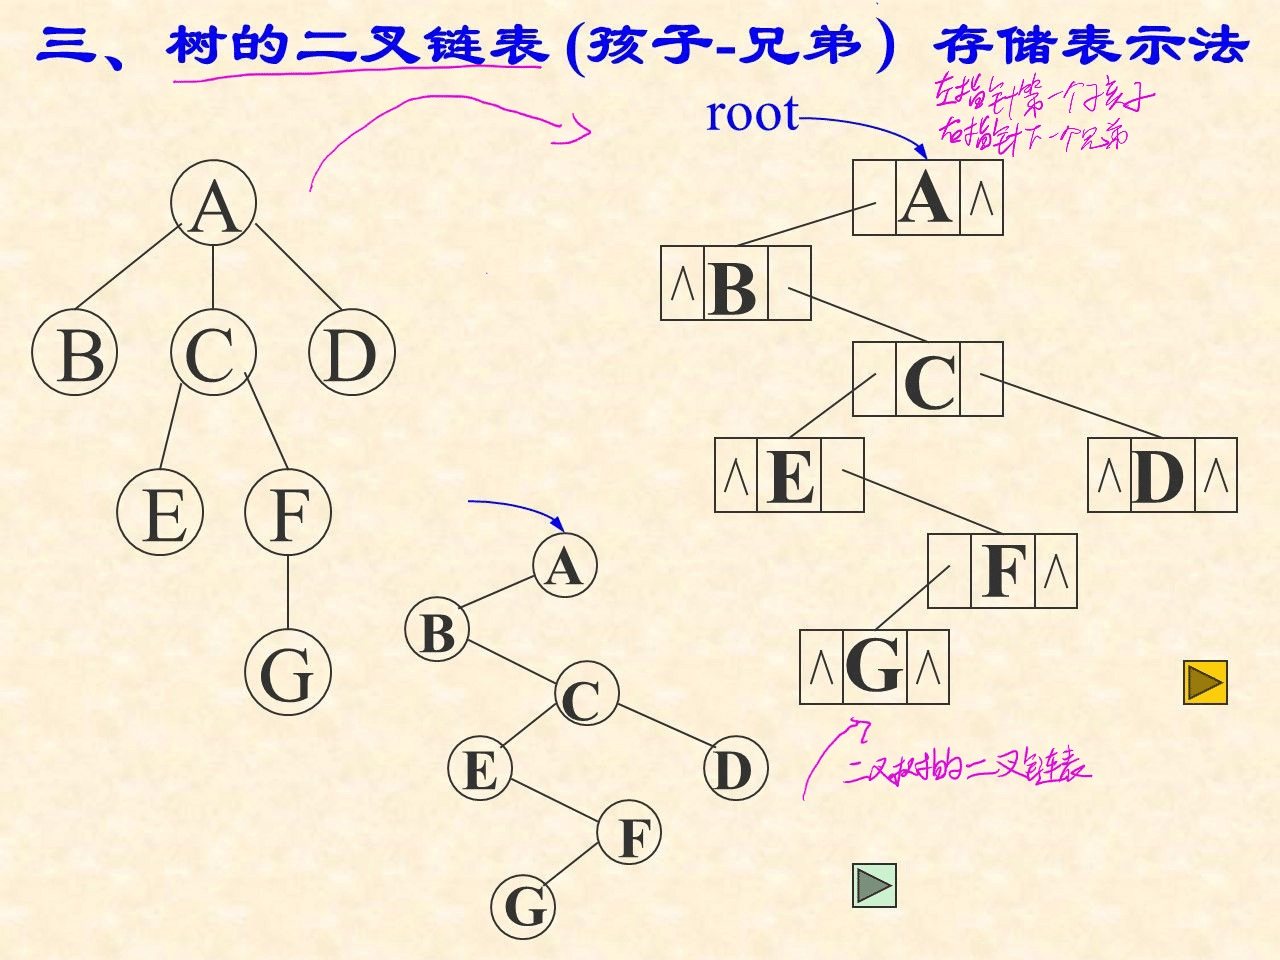 三、树的二叉链表(孩子-兄弟）存储表示法
左指针第一个孩子
右指针下一个兄弟
root
A
A ∧
∧ B
B C D
C
∧ E
∧ D ∧
E F
A
F ∧
B
G
∧ G ∧
C
E D
二叉树的二叉链表
F
G